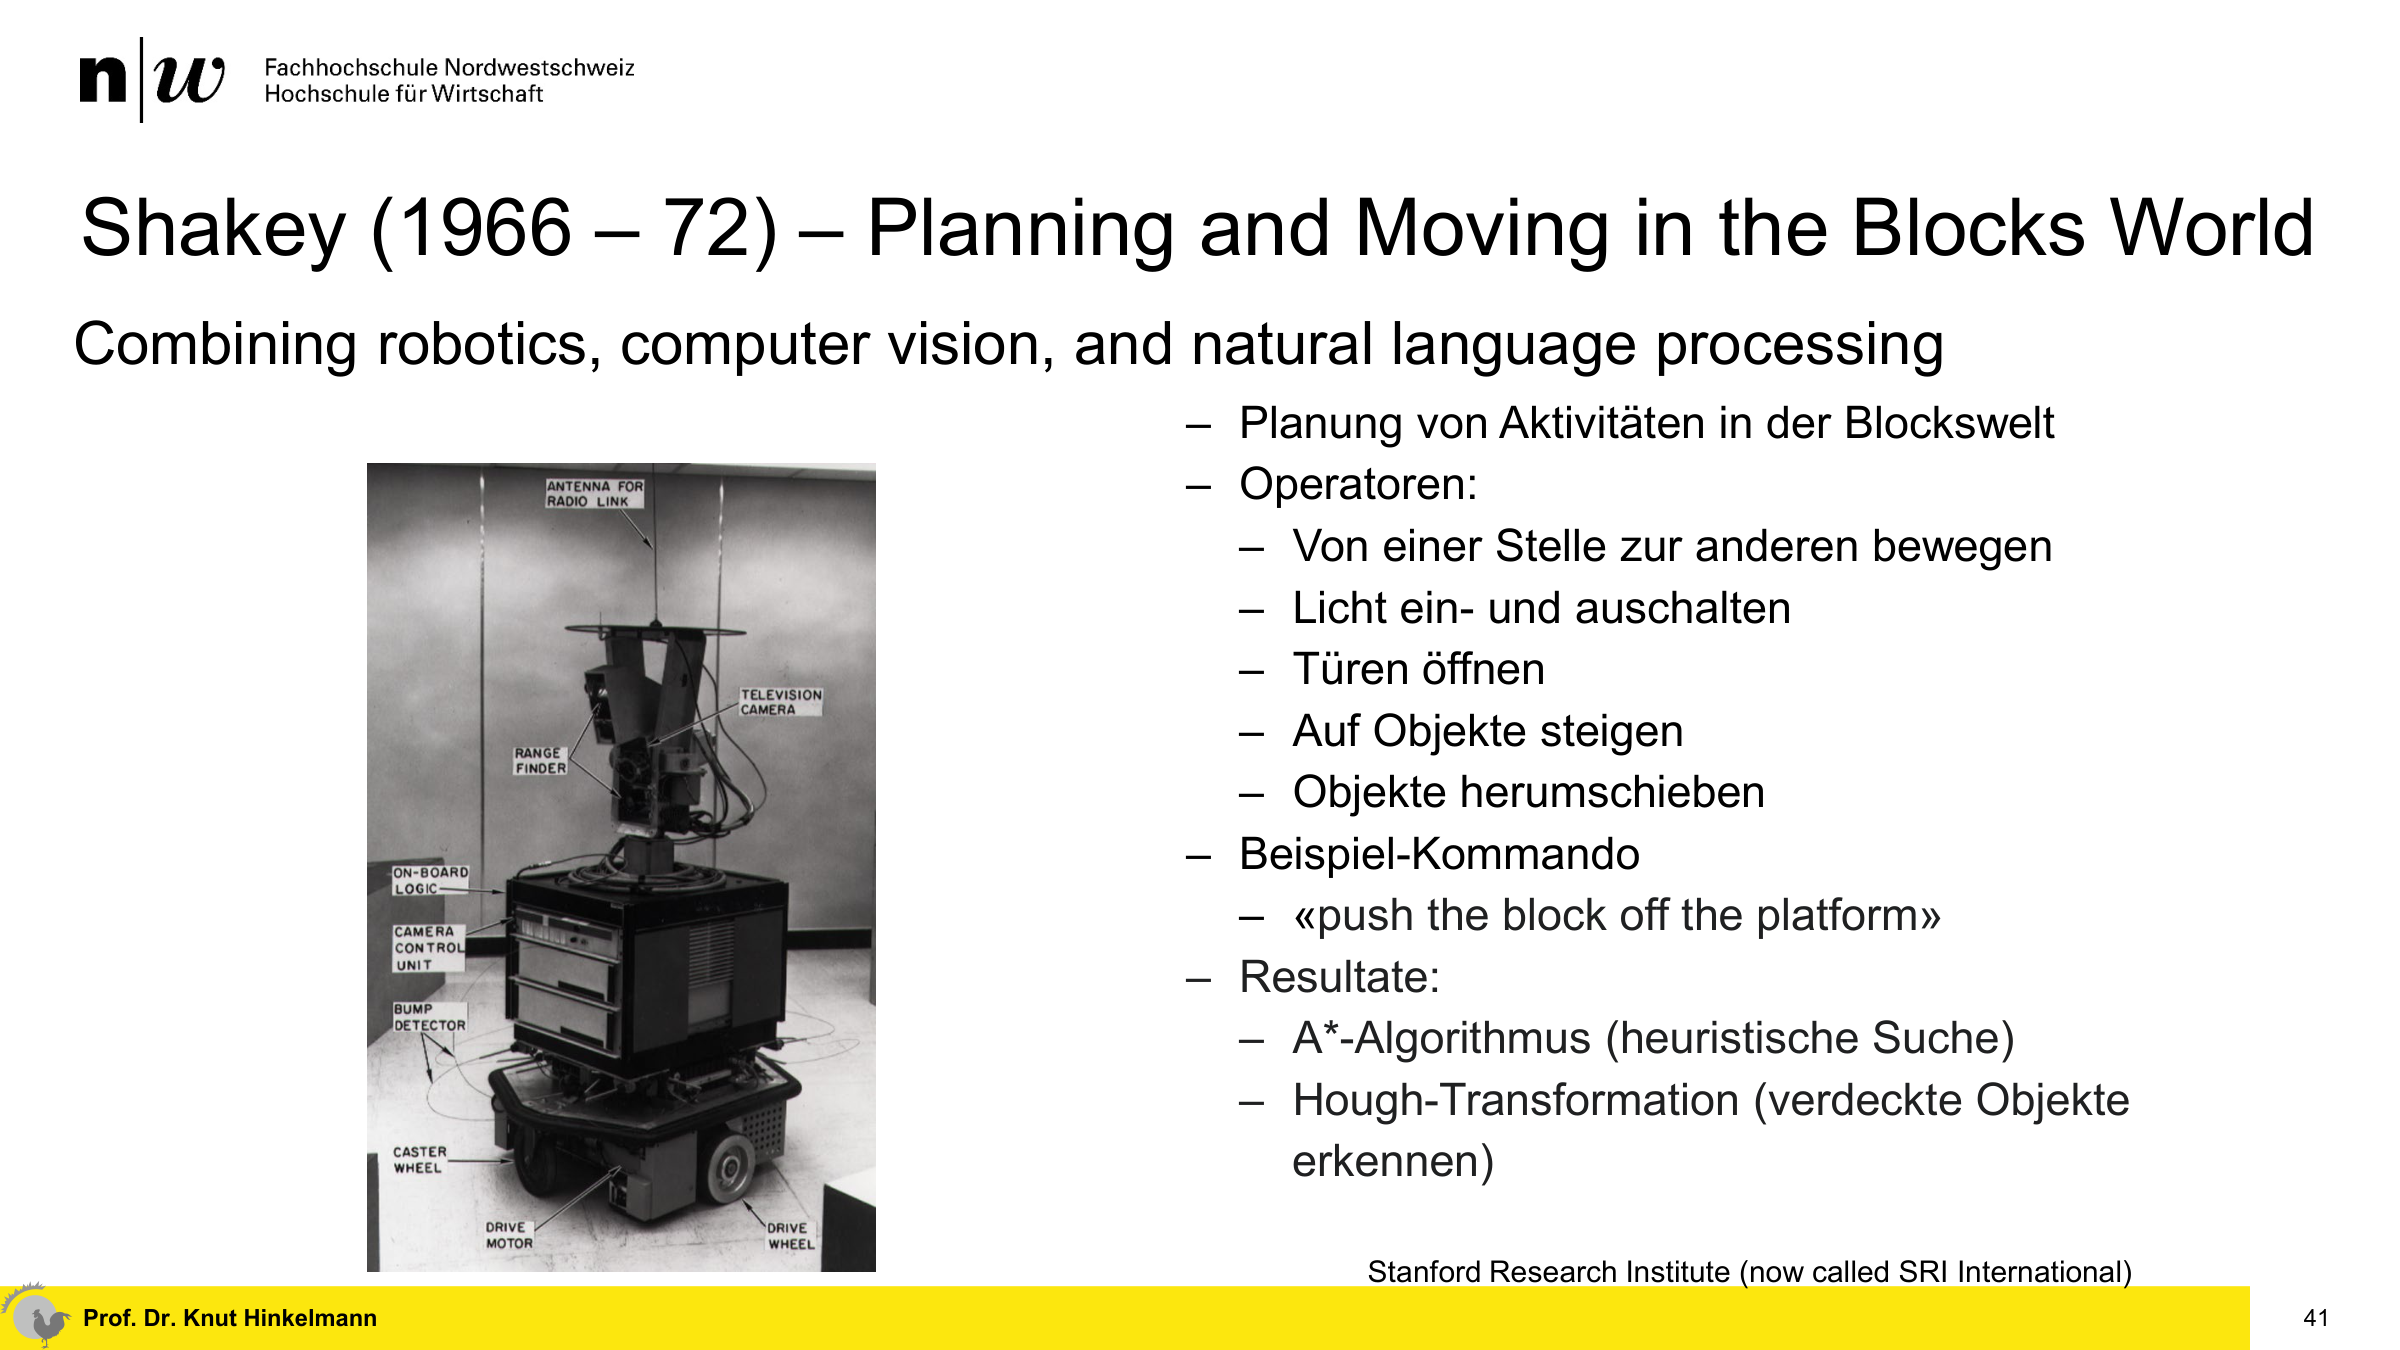 n|w Fachhochschule Nordwestschweiz
Hochschule für Wirtschaft
Shakey (1966 – 72) – Planning and Moving in the Blocks World
Combining robotics, computer vision, and natural language processing
– Planung von Aktivitäten in der Blockswelt
– Operatoren:
– Von einer Stelle zur anderen bewegen
– Licht ein- und auschalten
– Türen öffnen
– Auf Objekte steigen
– Objekte herumschieben
– Beispiel-Kommando
– «push the block off the platform»
– Resultate:
– A*-Algorithmus (heuristische Suche)
– Hough-Transformation (verdeckte Objekte
erkennen)
ANTENNA FOR
RADIO LINK
TELEVISION
CAMERA
RANGE
FINDER
ON-BOARD
LOGIC
CAMERA
CONTROL
UNIT
BUMP
DETECTOR
CASTER
WHEEL
DRIVE
MOTOR
DRIVE
WHEEL
Stanford Research Institute (now called SRI International)
Prof. Dr. Knut Hinkelmann
41